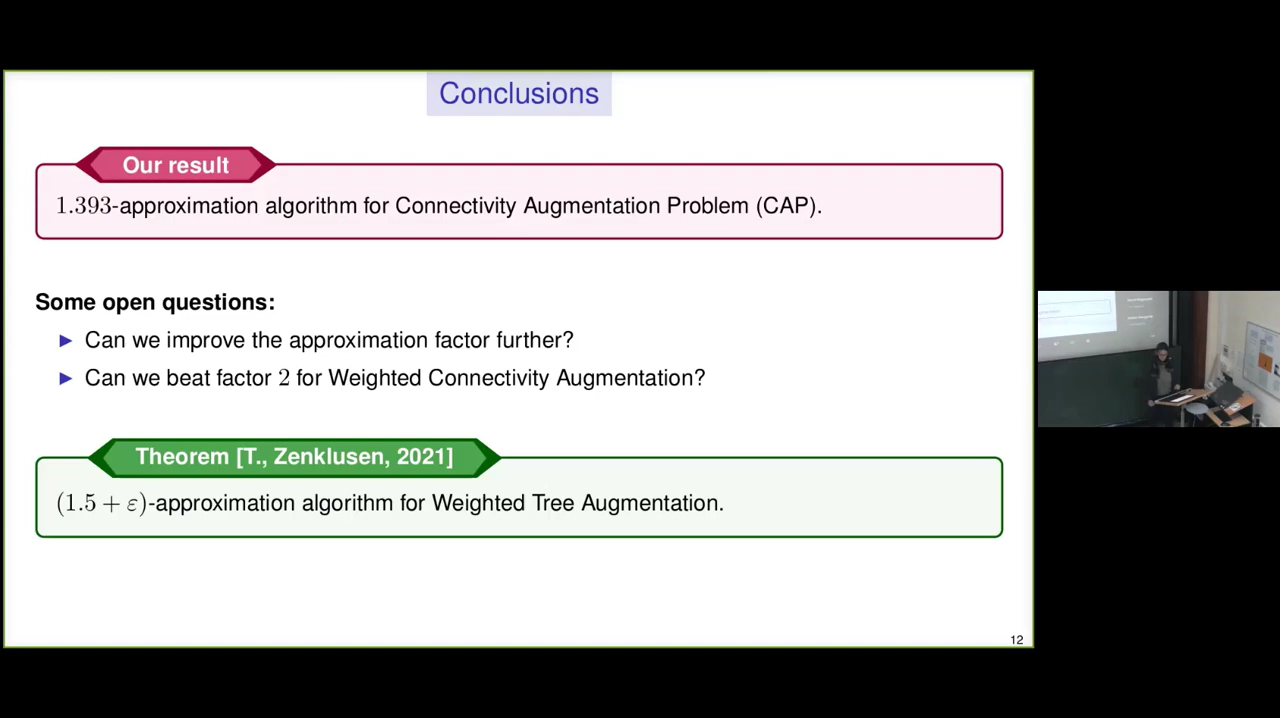 Conclusions
Our result
1.393-approximation algorithm for Connectivity Augmentation Problem (CAP).
Some open questions:
▶ Can we improve the approximation factor further?
▶ Can we beat factor 2 for Weighted Connectivity Augmentation?
Theorem [T., Zenklusen, 2021]
(1.5 + ε)-approximation algorithm for Weighted Tree Augmentation.
12